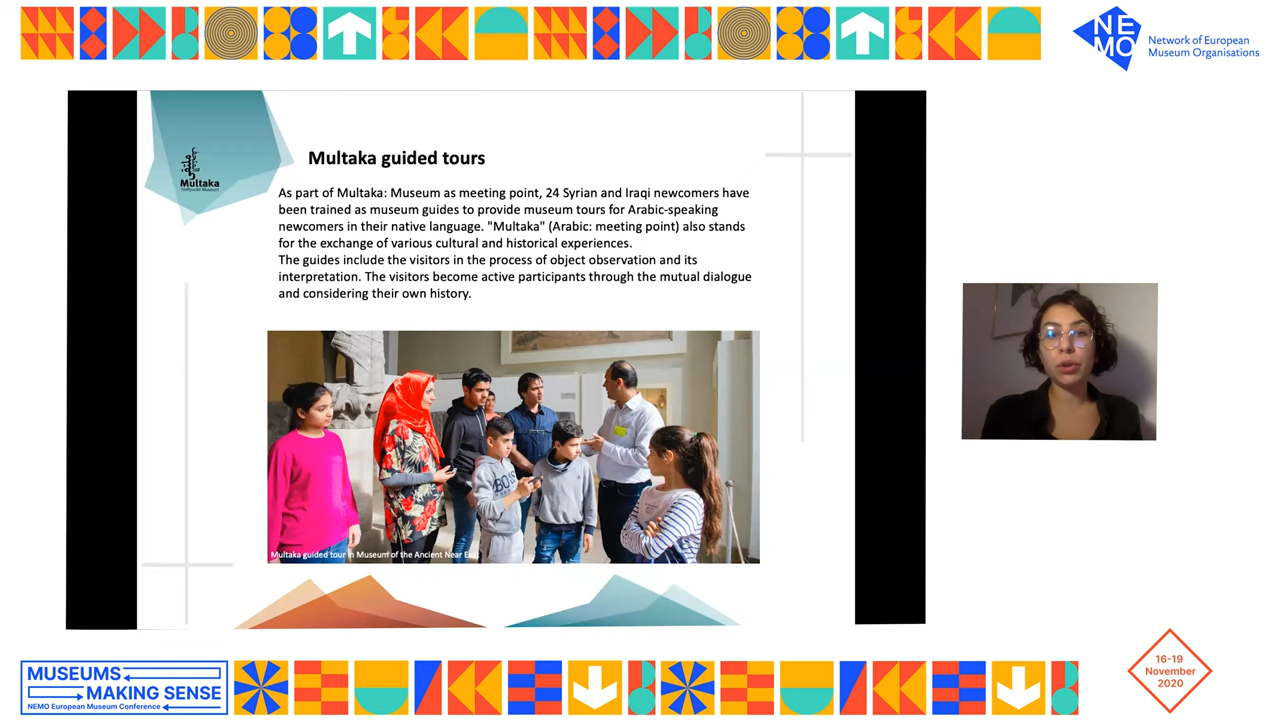 NE
MO
Network of European
Museum Organisations
Multaka
Treffpunkt Museum
Multaka guided tours
As part of Multaka: Museum as meeting point, 24 Syrian and Iraqi newcomers have
been trained as museum guides to provide museum tours for Arabic-speaking
newcomers in their native language. "Multaka" (Arabic: meeting point) also stands
for the exchange of various cultural and historical experiences.
The guides include the visitors in the process of object observation and its
interpretation. The visitors become active participants through the mutual dialogue
and considering their own history.
BOSS
Multaka guided tour in Museum of the Ancient Near East
MUSEUMS
MAKING SENSE
NEMO European Museum Conference
16-19
November
2020